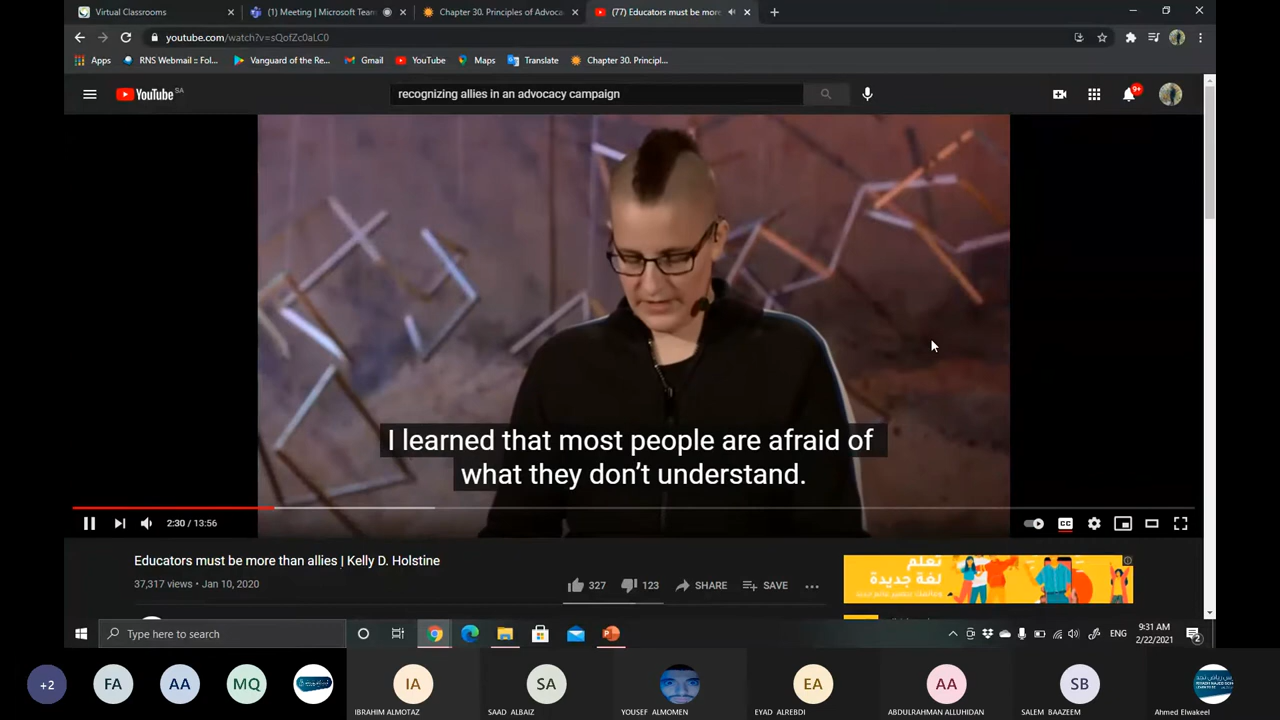 Virtual Classrooms
(1) Meeting | Microsoft Team
Chapter 30. Principles of Advoca
(77) Educators must be more
youtube.com/watch?v=sQofZc0aLC0
Apps
RNS Webmail :: Fol...
Vanguard of the Re...
Gmail
YouTube
Maps
Translate
Chapter 30. Principl...
YouTube SA
recognizing allies in an advocacy campaign
9+
I learned that most people are afraid of
what they don't understand.
2:30 / 13:56
CC
Educators must be more than allies | Kelly D. Holstine
37,317 views • Jan 10, 2020
327
123
SHARE
SAVE
تعلم
لغة جديدة
Type here to search
ENG
9:31 AM
2/22/2021
2
+2
FA
AA
MQ
IA
SA
EA
AA
SB
IBRAHIM ALMOTAZ
SAAD ALBAIZ
YOUSEF ALMOMEN
EYAD ALREBDI
ABDULRAHMAN ALLUHIDAN
SALEM BAAZEEM
Ahmed Elwakeel